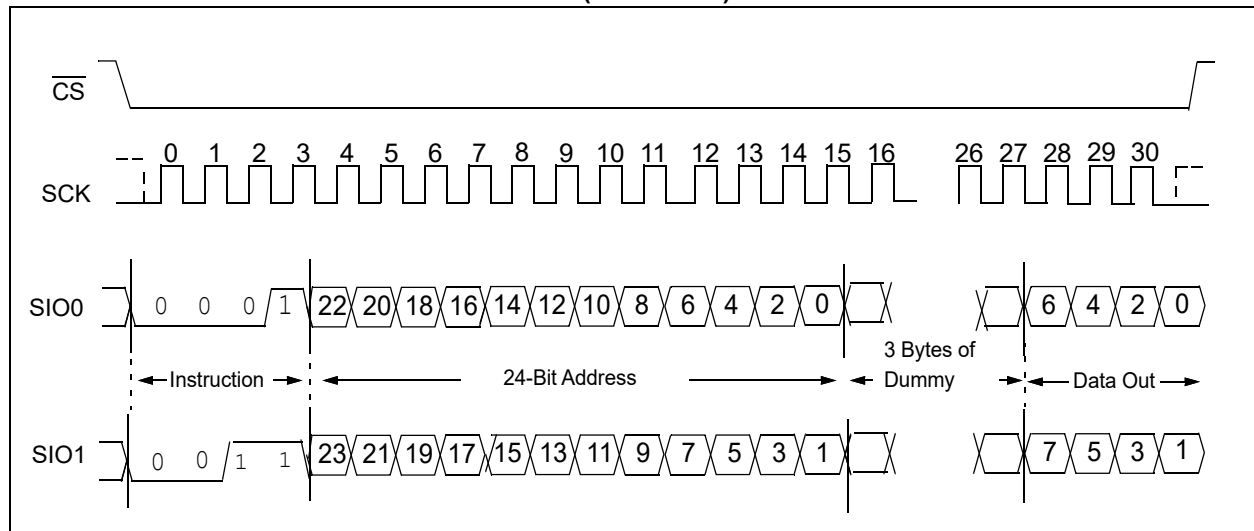 CS
0 1 2 3 4 5 6 7 8 9 10 11 12 13 14 15 16 26 27 28 29 30
SCK
SIO0 0 0 0 1 22 20 18 16 14 12 10 8 6 4 2 0 6 4 2 0
Instruction 24-Bit Address 3 Bytes of Dummy Data Out
SIO1 0 0 1 1 23 21 19 17 15 13 11 9 7 5 3 1 7 5 3 1